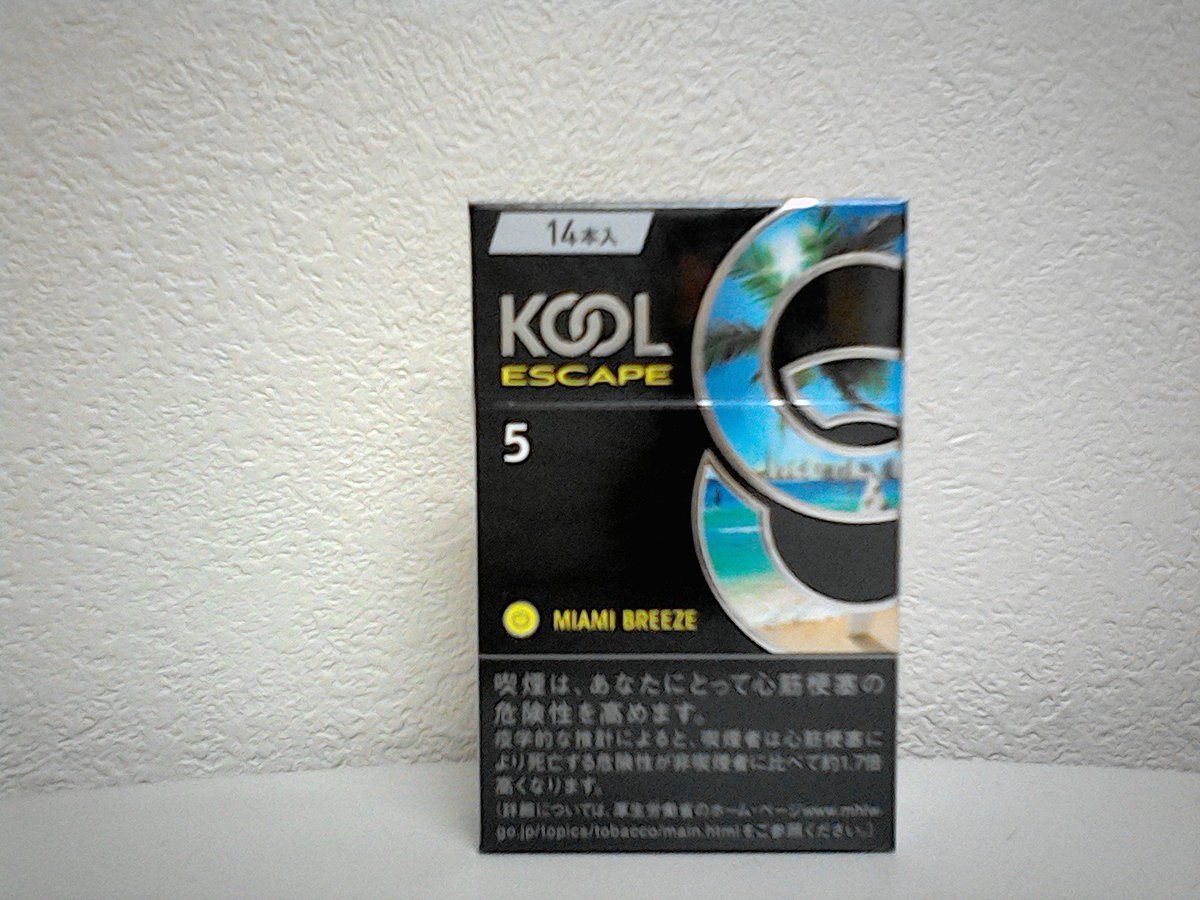 14本入
KOOL
ESCAPE
5
MIAMI BREEZE
喫煙は、あなたにとって心筋梗塞の
危険性を高めます。
疫学的な推計によると、喫煙者は心筋梗塞に
より死亡する危険性が非喫煙者に比べて約1.7倍
高くなります。
(詳細については、厚生労働省のホーム・ページwww.mhlw.
go.jp/topics/tobacco/main.htmlをご参照ください。)